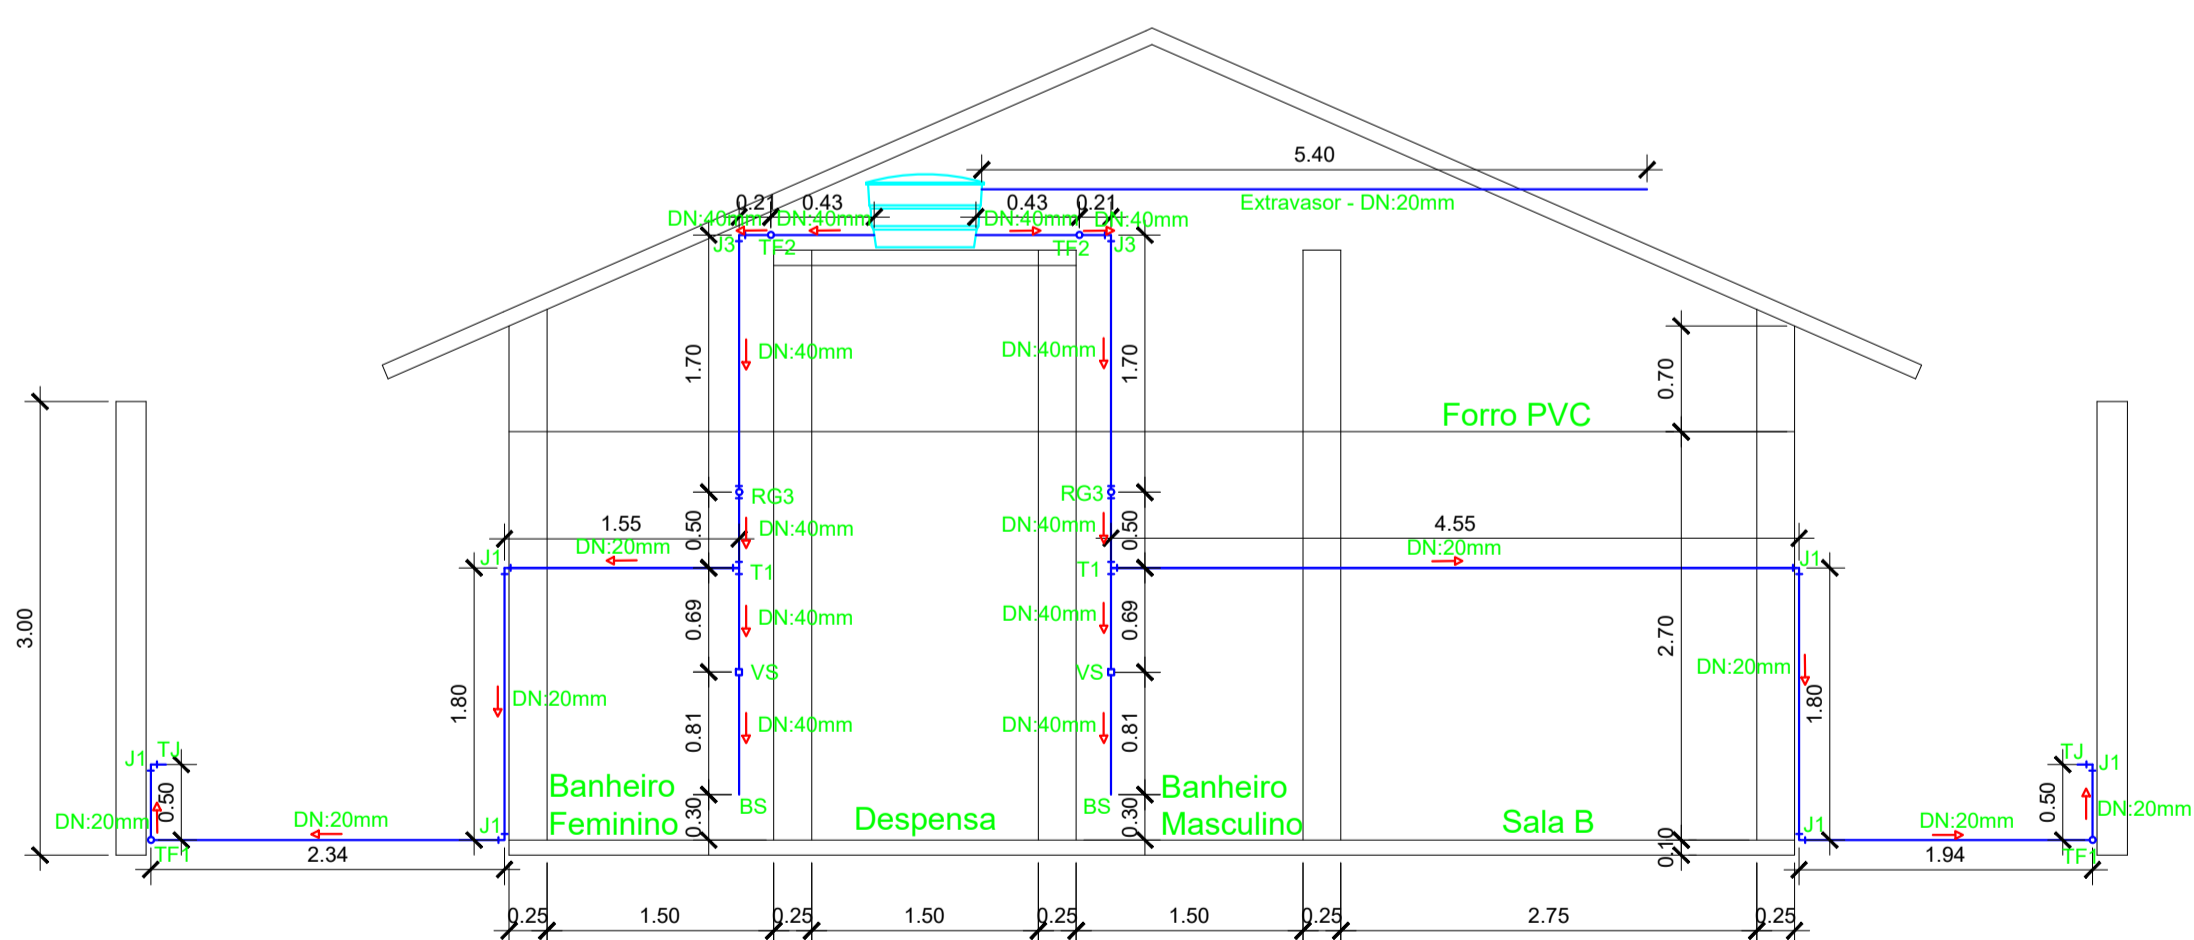 5.40
Extravasor - DN:20mm
0.21
0.43
0.43
0.21
DN:40mm
DN:40mm
DN:40mm
DN:40mm
J3
TF2
TF2
J3
1.70
DN:40mm
DN:40mm
1.70
0.70
Forro PVC
RG3
RG3
1.55
0.50
DN:40mm
DN:40mm
0.50
4.55
DN:20mm
DN:20mm
J1
T1
T1
J1
3.00
0.69
DN:40mm
DN:40mm
0.69
2.70
VS
VS
DN:20mm
1.80
DN:20mm
1.80
0.81
DN:40mm
DN:40mm
0.81
J1
TJ
TJ
J1
0.50
0.50
Banheiro
Feminino
BS
BS
Banheiro
Masculino
DN:20mm
DN:20mm
J1
0.30
Despensa
0.30
Sala B
0.10
J1
DN:20mm
DN:20mm
TF1
2.34
1.94
TF1
0.25
1.50
0.25
1.50
0.25
1.50
0.25
2.75
0.25